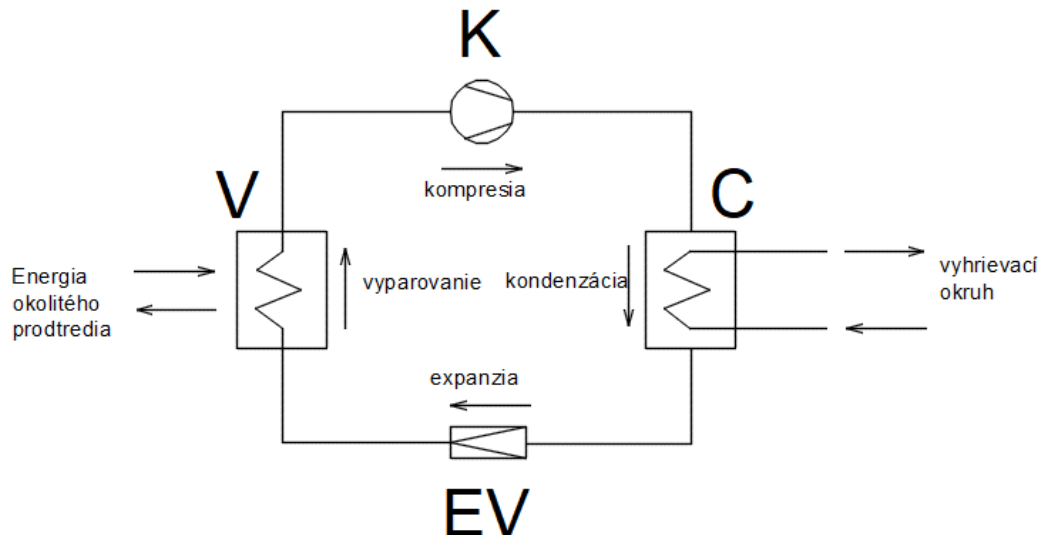 K
kompresia
V
C
Energia
okolitého
prodtredia
vyparovanie
kondenzácia
vyhrievací
okruh
expanzia
EV